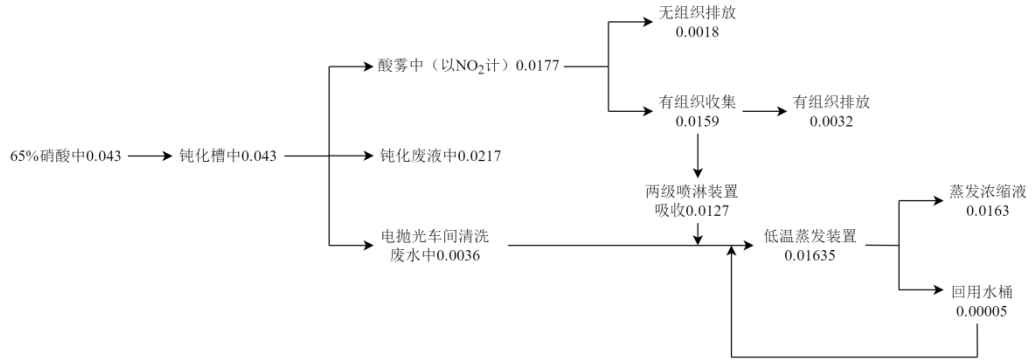 无组织排放
0.0018
酸雾中（以NO₂计）0.0177
有组织收集
0.0159
有组织排放
0.0032
65%硝酸中0.043
钝化槽中0.043
钝化废液中0.0217
两级喷淋装置
吸收0.0127
蒸发浓缩液
0.0163
电抛光车间清洗
废水中0.0036
低温蒸发装置
0.01635
回用水桶
0.00005